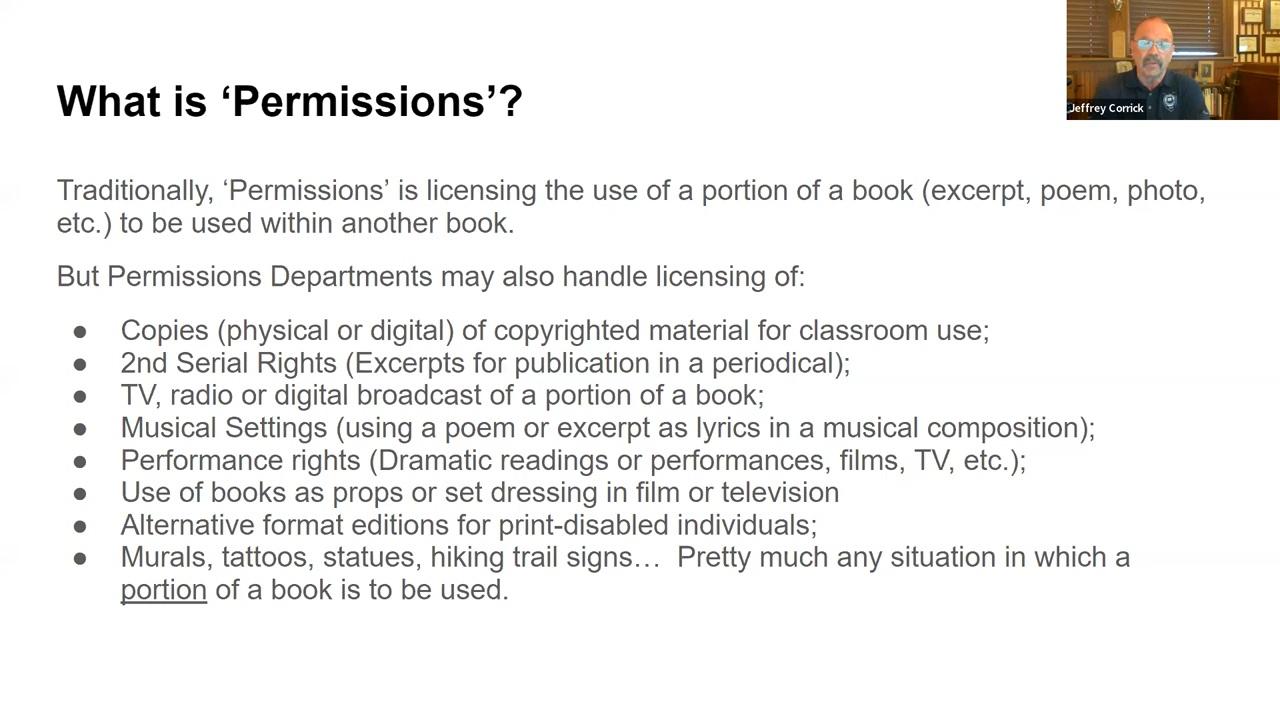 What is ‘Permissions’?
Jeffrey Corrick
Traditionally, ‘Permissions’ is licensing the use of a portion of a book (excerpt, poem, photo,
etc.) to be used within another book.
But Permissions Departments may also handle licensing of:
● Copies (physical or digital) of copyrighted material for classroom use;
● 2nd Serial Rights (Excerpts for publication in a periodical);
● TV, radio or digital broadcast of a portion of a book;
● Musical Settings (using a poem or excerpt as lyrics in a musical composition);
● Performance rights (Dramatic readings or performances, films, TV, etc.);
● Use of books as props or set dressing in film or television
● Alternative format editions for print-disabled individuals;
● Murals, tattoos, statues, hiking trail signs… Pretty much any situation in which a
portion of a book is to be used.